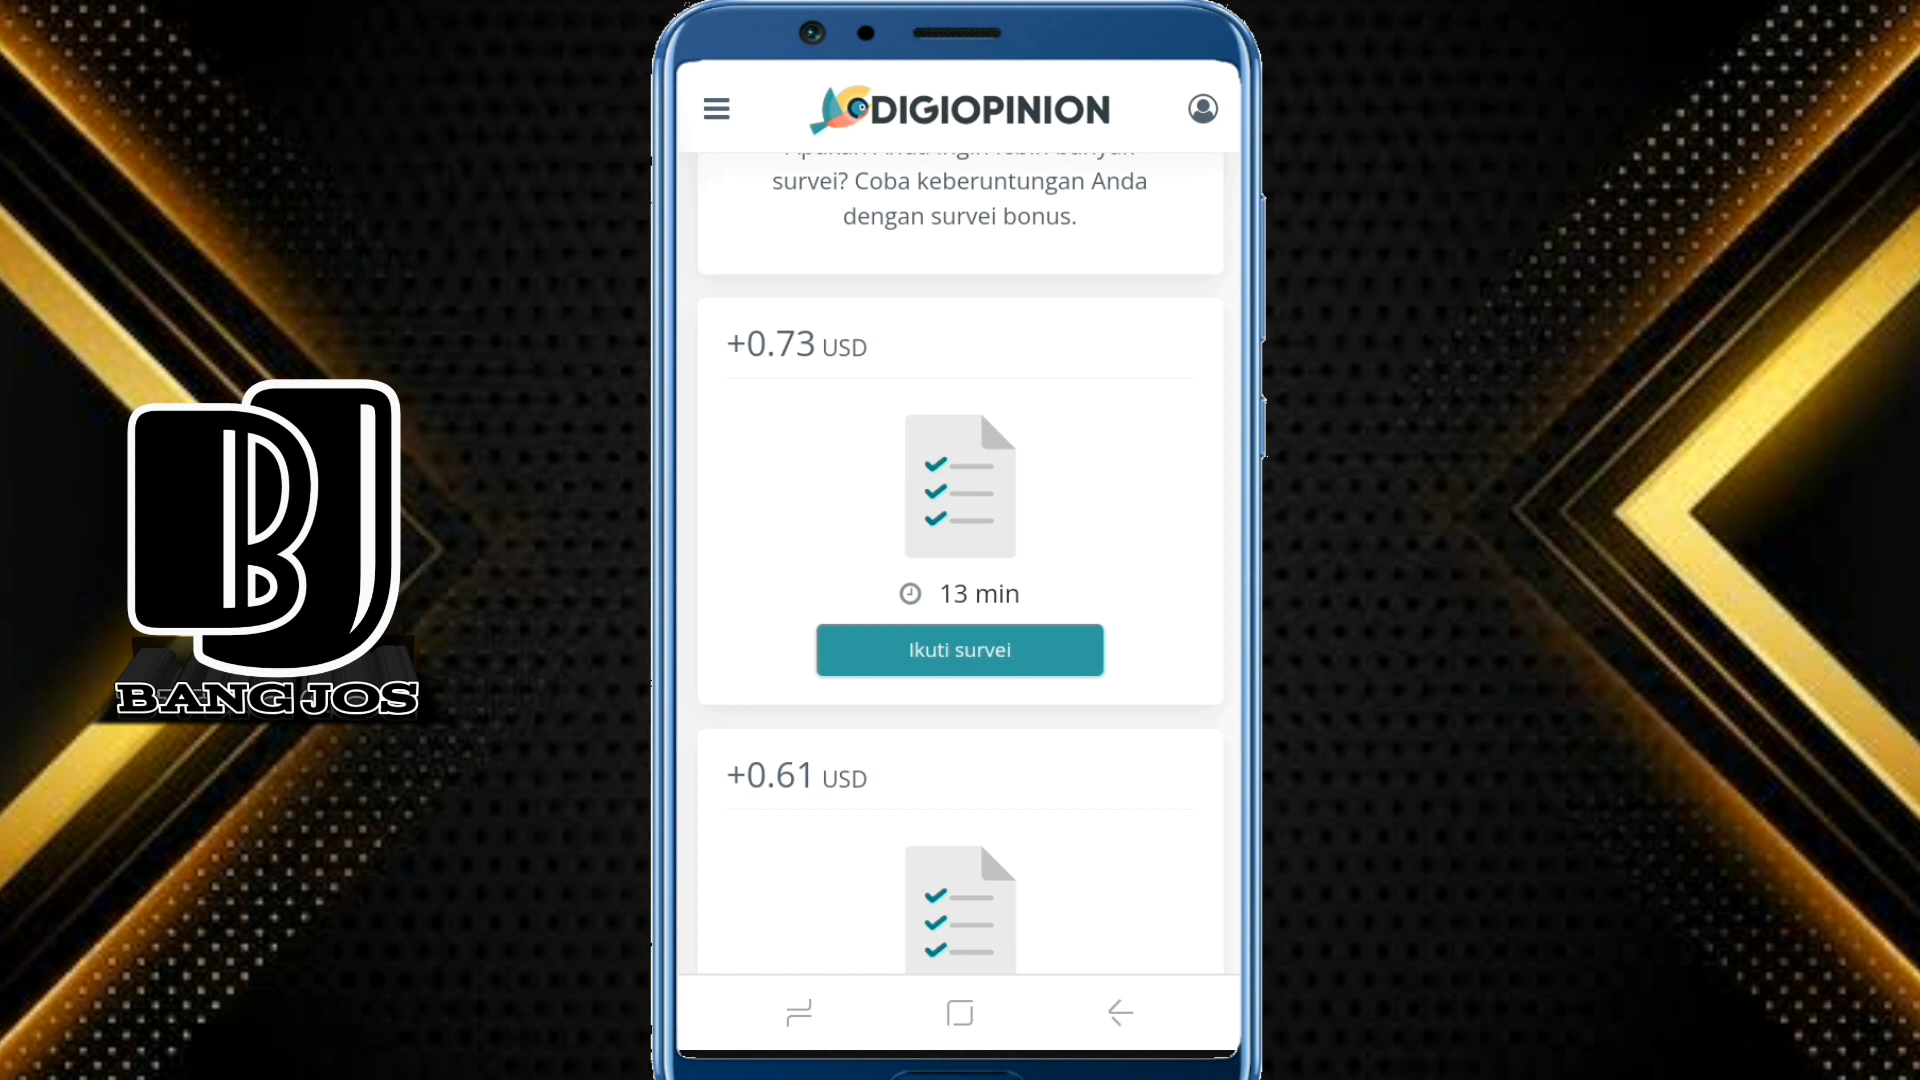 DIGIOPINION
survei? Coba keberuntungan Anda
dengan survei bonus.
+0.73 USD
13 min
Ikuti survei
+0.61 USD
BJ
BANG JOS